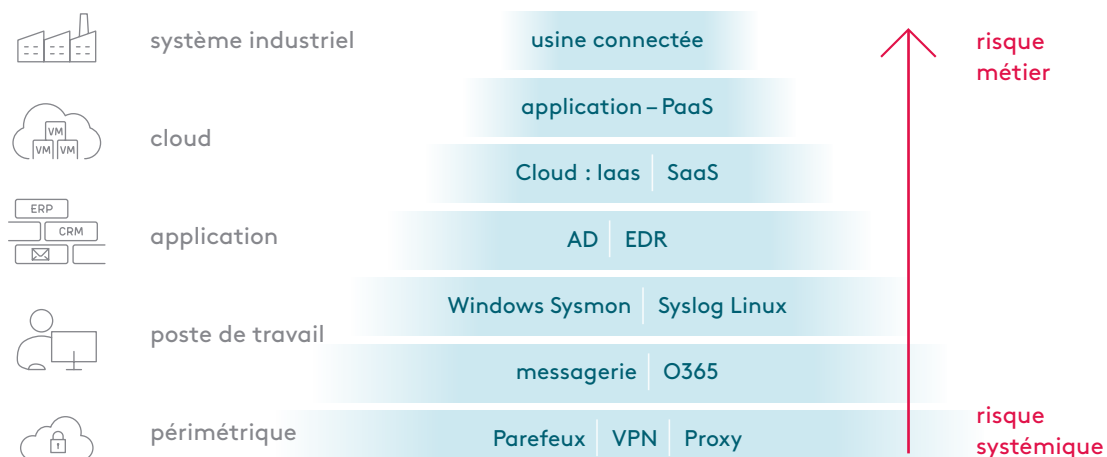 système industriel
usine connectée
risque
métier
application – PaaS
VM
VM VM
cloud
Cloud : Iaas | SaaS
ERP
CRM
application
AD | EDR
Windows Sysmon | Syslog Linux
poste de travail
messagerie | O365
périmétrique
Parefeux | VPN | Proxy
risque
systémique